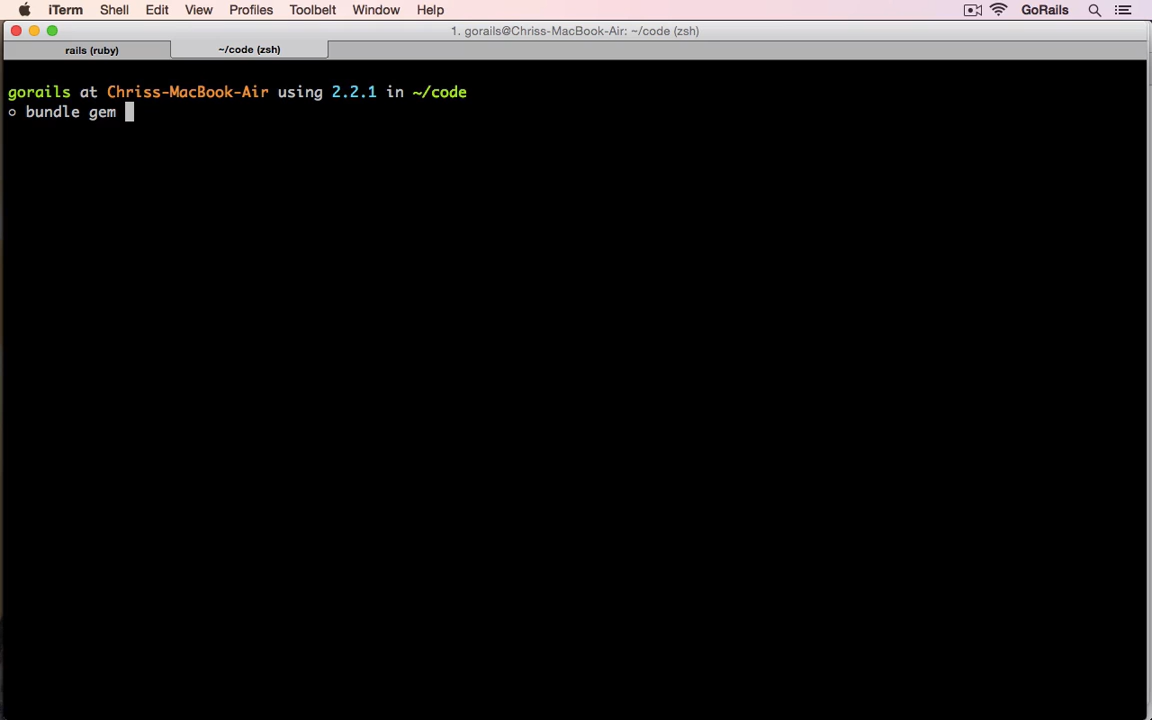 iTerm Shell Edit View Profiles Toolbelt Window Help GoRails
1. gorails@Chriss-MacBook-Air: ~/code (zsh)
rails (ruby) ~/code (zsh)
gorails at Chriss-MacBook-Air using 2.2.1 in ~/code
○ bundle gem